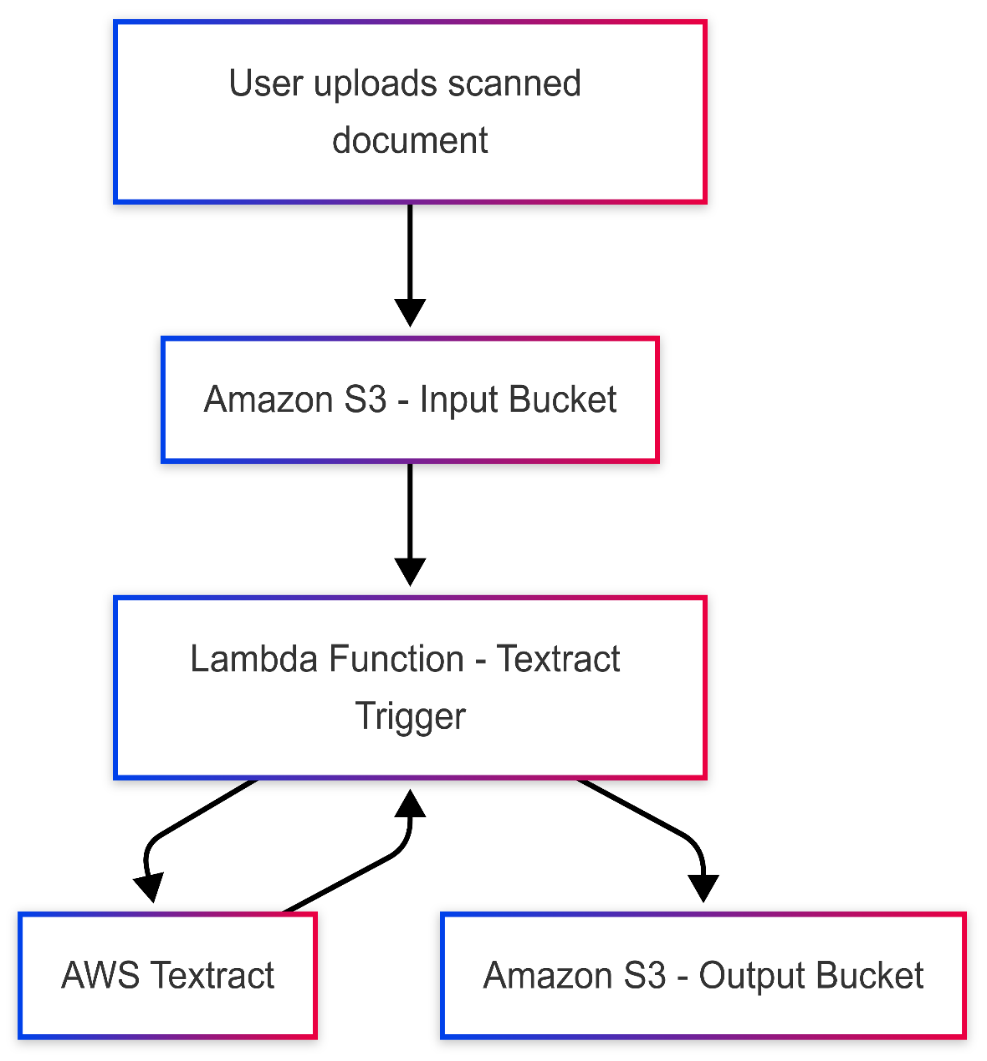 User uploads scanned
document
Amazon S3 - Input Bucket
Lambda Function - Textract
Trigger
AWS Textract
Amazon S3 - Output Bucket